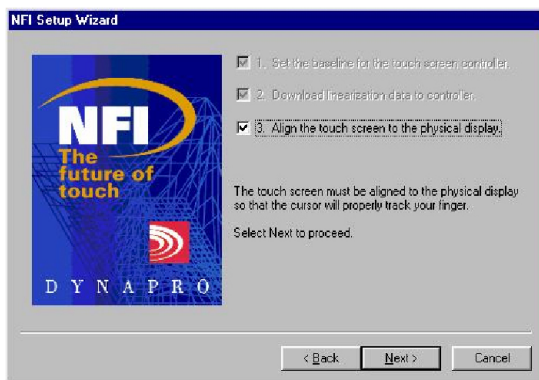 NFI Setup Wizard
NFI
The
future of
touch
DYNAPRO
1. Set the baseline for the touch screen controller.
2. Download linearization data to controller.
3. Align the touch screen to the physical display.
The touch screen must be aligned to the physical display
so that the cursor will properly track your finger.
Select Next to proceed.
< Back
Next >
Cancel